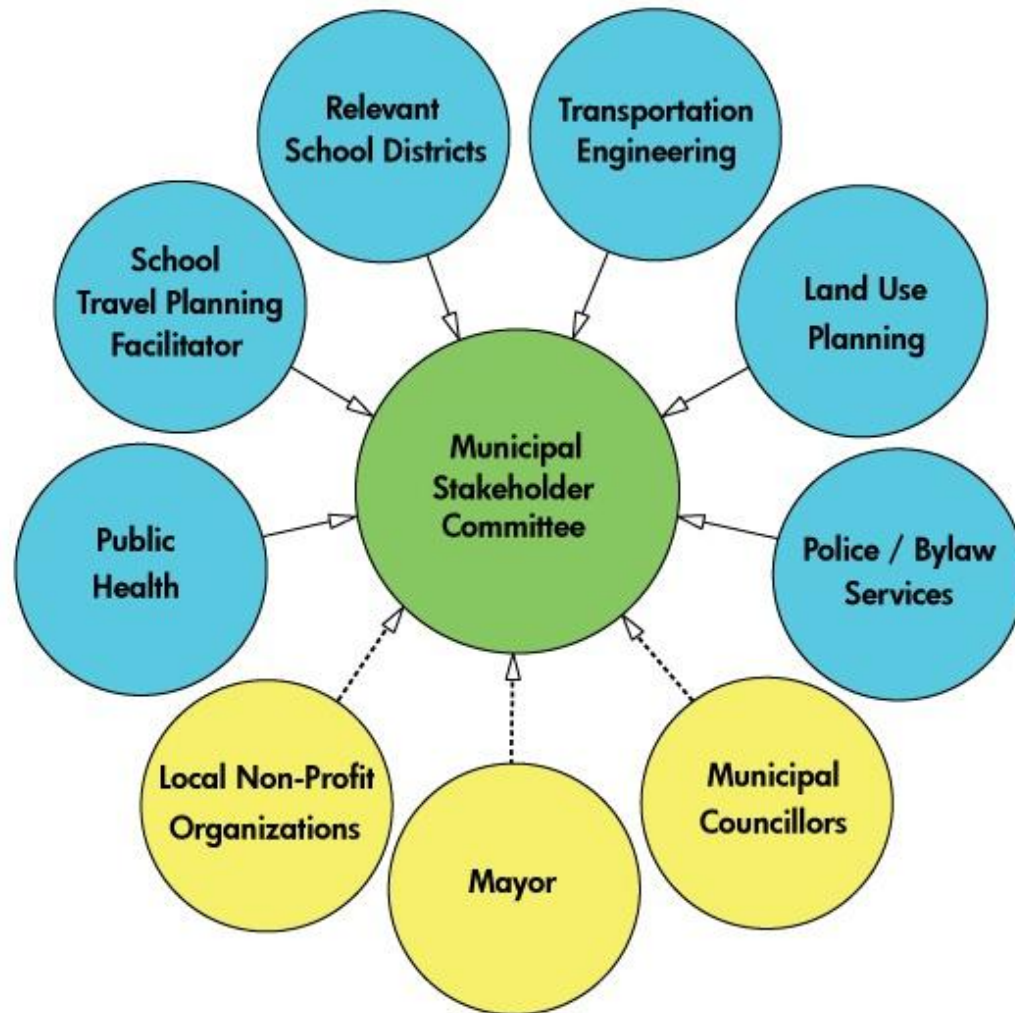 Relevant
School Districts
Transportation
Engineering
School
Travel Planning
Facilitator
Land Use
Planning
Municipal
Stakeholder
Committee
Public
Health
Police / Bylaw
Services
Local Non-Profit
Organizations
Mayor
Municipal
Councillors